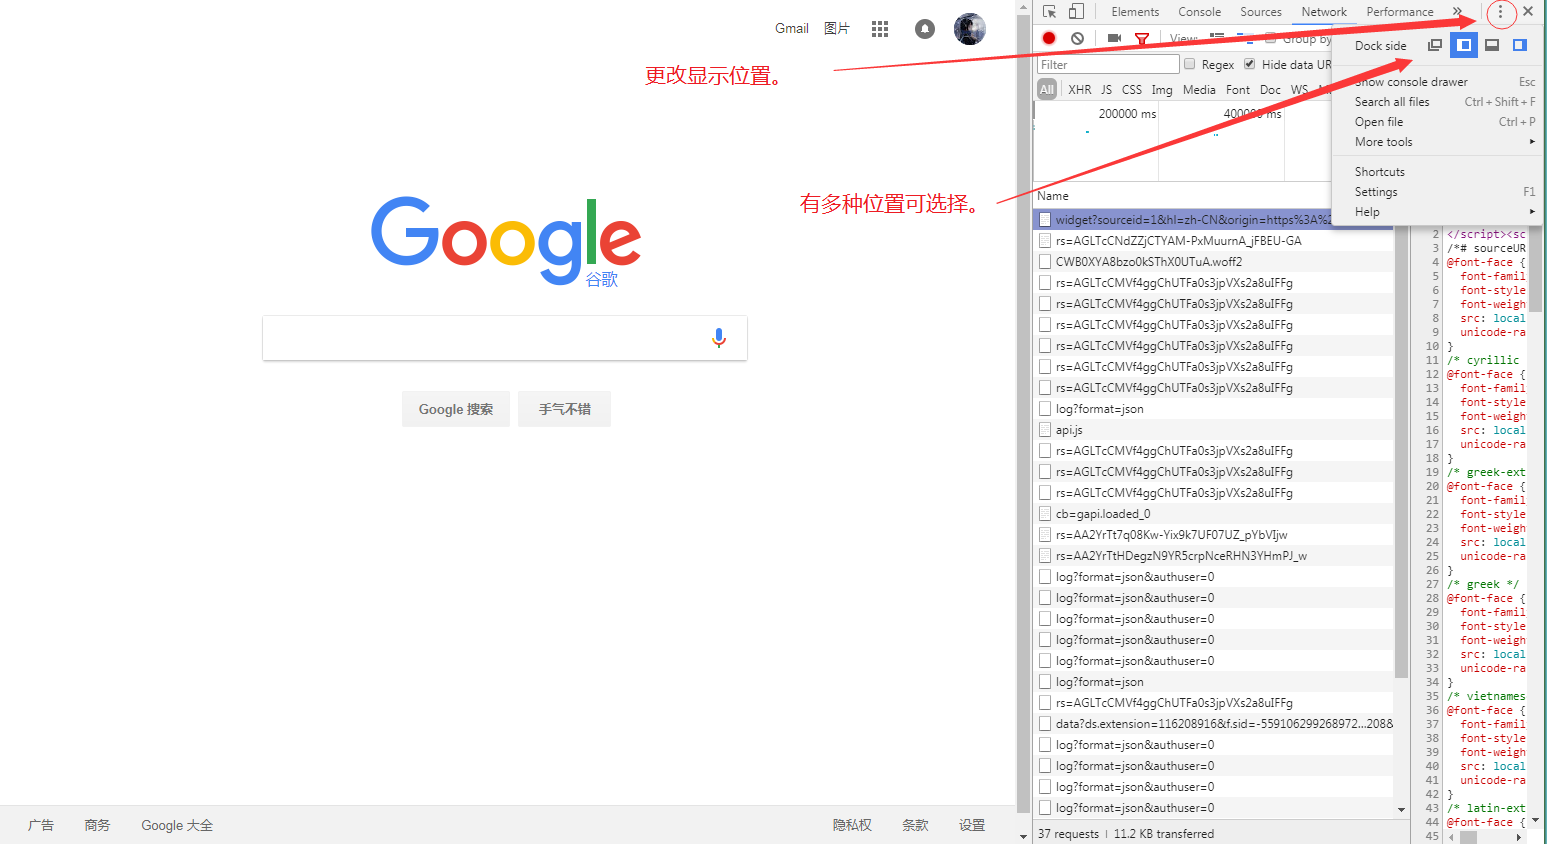 Gmail 图片
更改显示位置。
有多种位置可选择。
Google
谷歌
Google 搜索 手气不错
广告 商务 Google 大全 隐私权 条款 设置
Elements Console Sources Network Performance »
View: Group by
Filter Regex Hide data UR
All XHR JS CSS Img Media Font Doc WS
200000 ms 400000 ms
Dock side
Show console drawer Esc
Search all files Ctrl + Shift + F
Open file Ctrl + P
More tools
Shortcuts
Settings F1
Help
Name
widget?sourceid=1&hl=zh-CN&origin=https%3A%2
rs=AGLTcCNdZZjCTYAM-PxMuurnA_jFBEU-GA
CWB0XYA8bzo0kSThX0UTuA.woff2
rs=AGLTcCMVf4ggChUTFa0s3jpVXs2a8uIFFg
rs=AGLTcCMVf4ggChUTFa0s3jpVXs2a8uIFFg
rs=AGLTcCMVf4ggChUTFa0s3jpVXs2a8uIFFg
rs=AGLTcCMVf4ggChUTFa0s3jpVXs2a8uIFFg
rs=AGLTcCMVf4ggChUTFa0s3jpVXs2a8uIFFg
rs=AGLTcCMVf4ggChUTFa0s3jpVXs2a8uIFFg
log?format=json
api.js
rs=AGLTcCMVf4ggChUTFa0s3jpVXs2a8uIFFg
rs=AGLTcCMVf4ggChUTFa0s3jpVXs2a8uIFFg
rs=AGLTcCMVf4ggChUTFa0s3jpVXs2a8uIFFg
cb=gapi.loaded_0
rs=AA2YrTt7q08Kw-Yix9k7UF07UZ_pYbVIjw
rs=AA2YrTtHDegzN9YR5crpNceRHN3YHmPJ_w
log?format=json&authuser=0
log?format=json&authuser=0
log?format=json&authuser=0
log?format=json&authuser=0
log?format=json&authuser=0
log?format=json
rs=AGLTcCMVf4ggChUTFa0s3jpVXs2a8uIFFg
data?ds.extension=116208916&f.sid=-559106299268972...208&
log?format=json&authuser=0
log?format=json&authuser=0
log?format=json&authuser=0
log?format=json&authuser=0
37 requests | 11.2 KB transferred
2 </script><sc
3 /*# sourceUR
4 @font-face {
5 font-famil
6 font-style
7 font-weigh
8 src: local
9 unicode-ra
10 }
11 /* cyrillic
12 @font-face {
13 font-famil
14 font-style
15 font-weigh
16 src: local
17 unicode-ra
18 }
19 /* greek-ext
20 @font-face {
21 font-famil
22 font-style
23 font-weigh
24 src: local
25 unicode-ra
26 }
27 /* greek */
28 @font-face {
29 font-famil
30 font-style
31 font-weigh
32 src: local
33 unicode-ra
34 }
35 /* vietnames
36 @font-face {
37 font-famil
38 font-style
39 font-weigh
40 src: local
41 unicode-ra
42 }
43 /* latin-ext
44 @font-face {
45